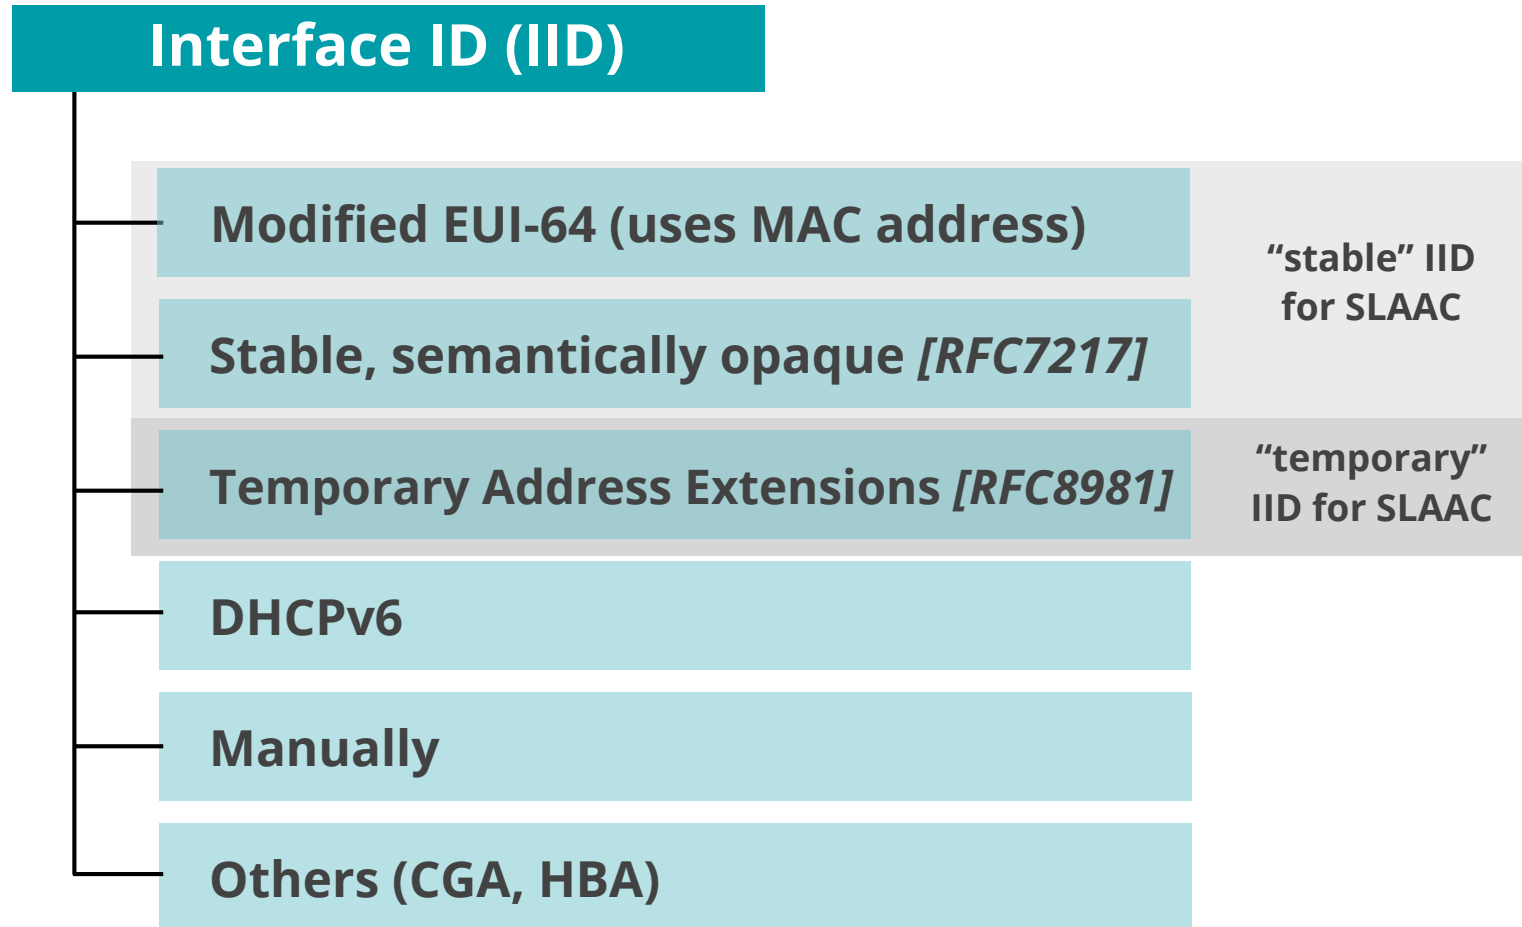 Interface ID (IID)
Modified EUI-64 (uses MAC address)
“stable” IID
for SLAAC
Stable, semantically opaque [RFC7217]
Temporary Address Extensions [RFC8981]
“temporary”
IID for SLAAC
DHCPv6
Manually
Others (CGA, HBA)